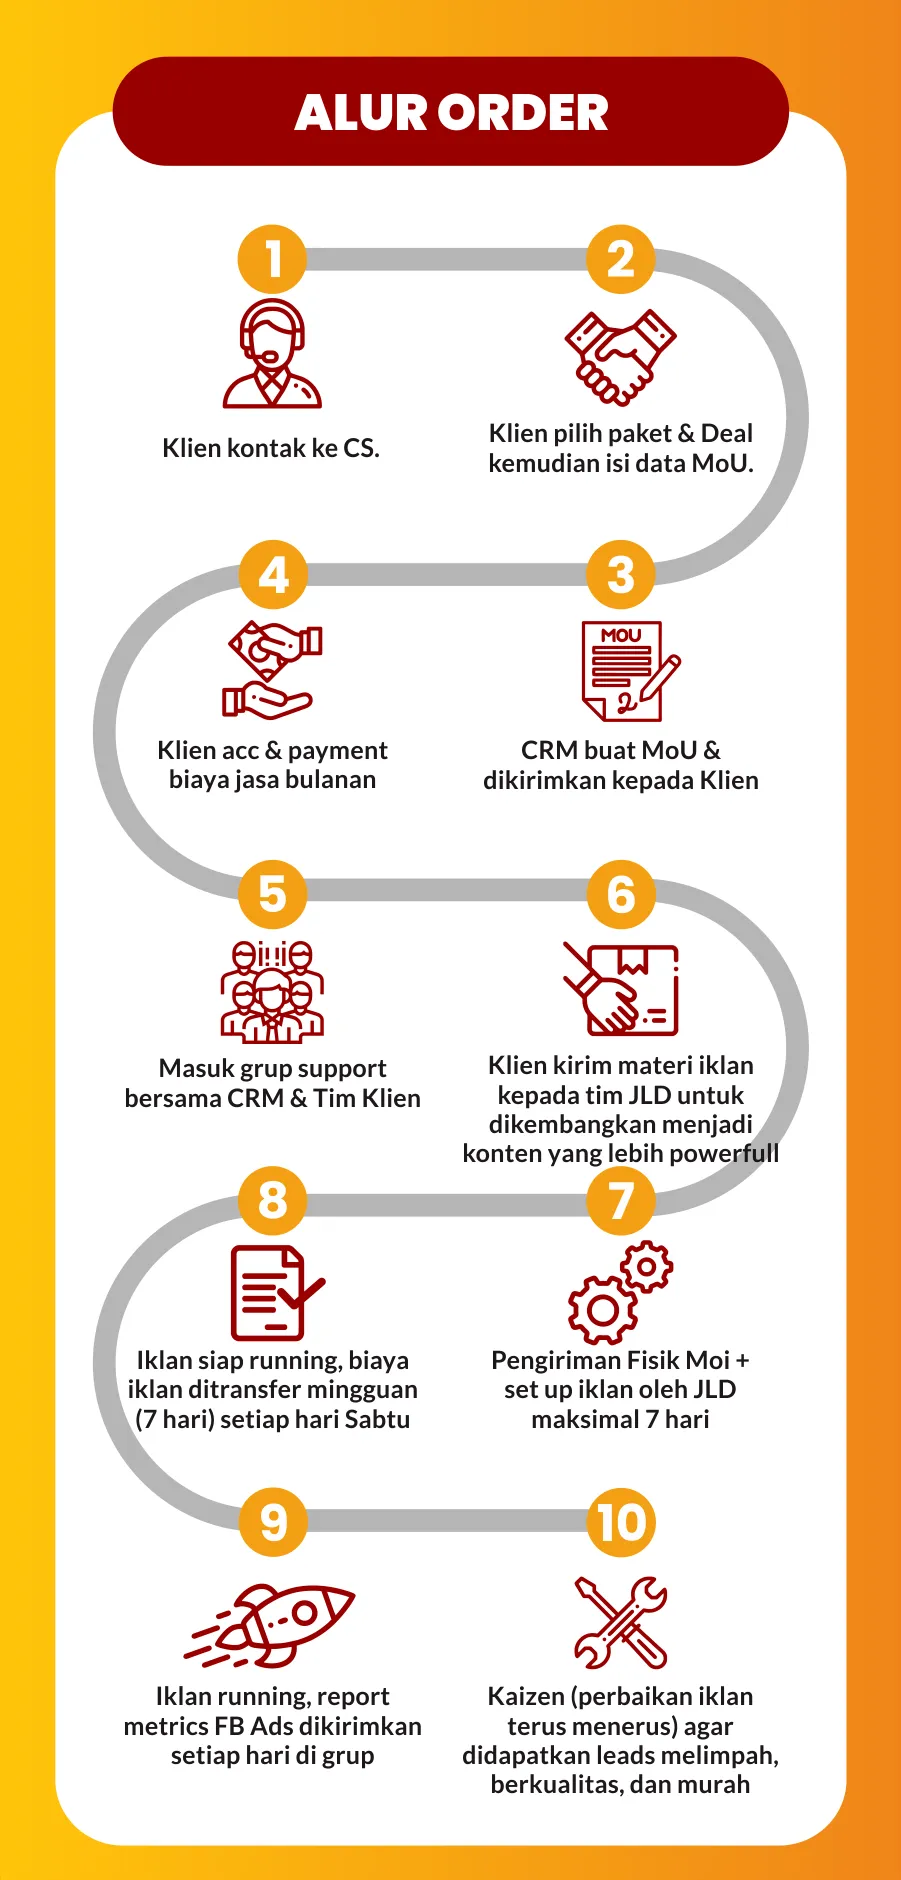 ALUR ORDER
1
Klien kontak ke CS.
2
Klien pilih paket & Deal
kemudian isi data MoU.
3
MOU
CRM buat MoU &
dikirimkan kepada Klien
4
Klien acc & payment
biaya jasa bulanan
5
Masuk grup support
bersama CRM & Tim Klien
6
Klien kirim materi iklan
kepada tim JLD untuk
dikembangkan menjadi
konten yang lebih powerfull
7
Pengiriman Fisik Moi +
set up iklan oleh JLD
maksimal 7 hari
8
Iklan siap running, biaya
iklan ditransfer mingguan
(7 hari) setiap hari Sabtu
9
Iklan running, report
metrics FB Ads dikirimkan
setiap hari di grup
10
Kaizen (perbaikan iklan
terus menerus) agar
didapatkan leads melimpah,
berkualitas, dan murah